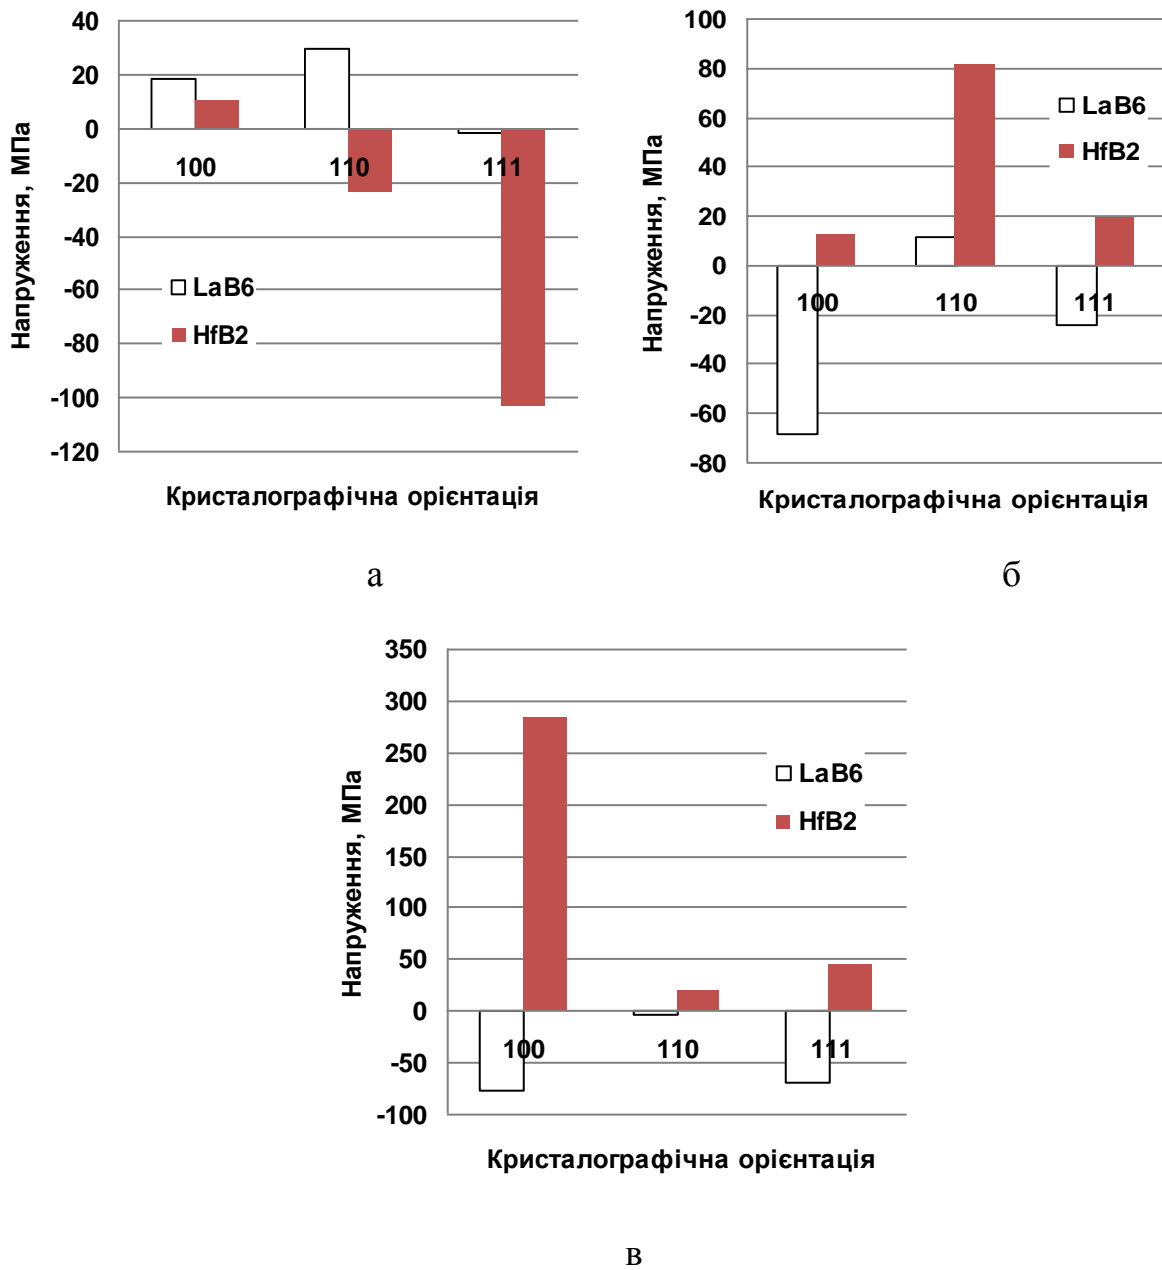 40
20
0
-20
-40
-60
-80
-100
-120
Напруження, МПа
100 110 111
LaB6
HfB2
Кристалографічна орієнтація
а
100
80
60
40
20
0
-20
-40
-60
-80
Напруження, МПа
100 110 111
LaB6
HfB2
Кристалографічна орієнтація
б
350
300
250
200
150
100
50
0
-50
-100
Напруження, МПа
100 110 111
LaB6
HfB2
Кристалографічна орієнтація
в